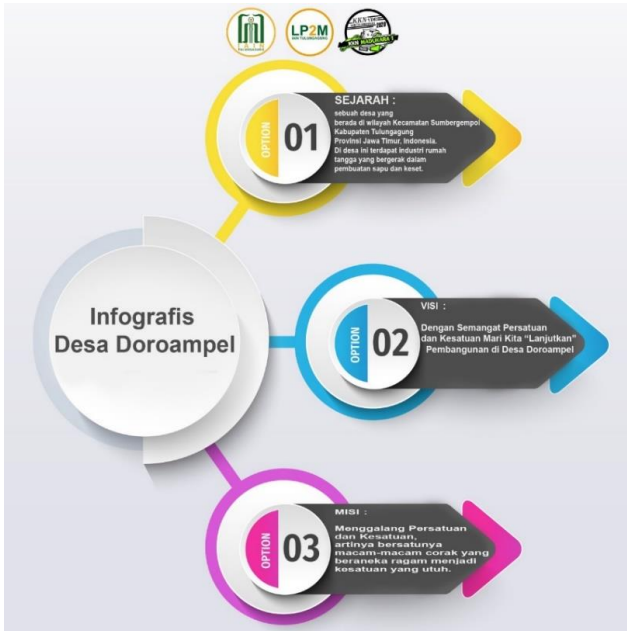 LP2M
KKN MADURARA 1
SEJARAH :
sebuah desa yang
berada di wilayah Kecamatan Sumbergempol
Kabupaten Tulungagung
Provinsi Jawa Timur, Indonesia.
Di desa ini terdapat industri rumah
tangga yang bergerak dalam
pembuatan sapu dan keset.
OPTION
01
Infografis
Desa Doroampel
VISI :
Dengan Semangat Persatuan
dan Kesatuan Mari Kita “Lanjutkan”
Pembangunan di Desa Doroampel
OPTION
02
MISI :
Menggalang Persatuan
dan Kesatuan,
artinya bersatunya
macam-macam corak yang
beraneka ragam menjadi
kesatuan yang utuh.
OPTION
03